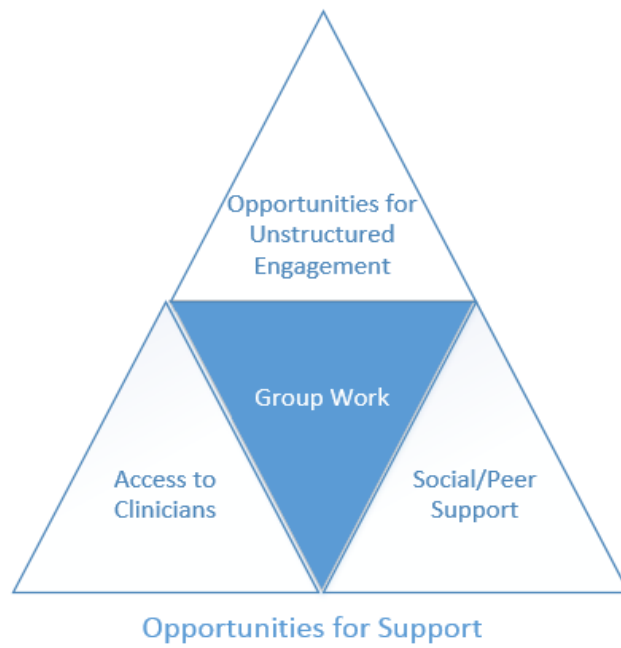 Opportunities for
Unstructured
Engagement
Group Work
Access to
Clinicians
Social/Peer
Support
Opportunities for Support